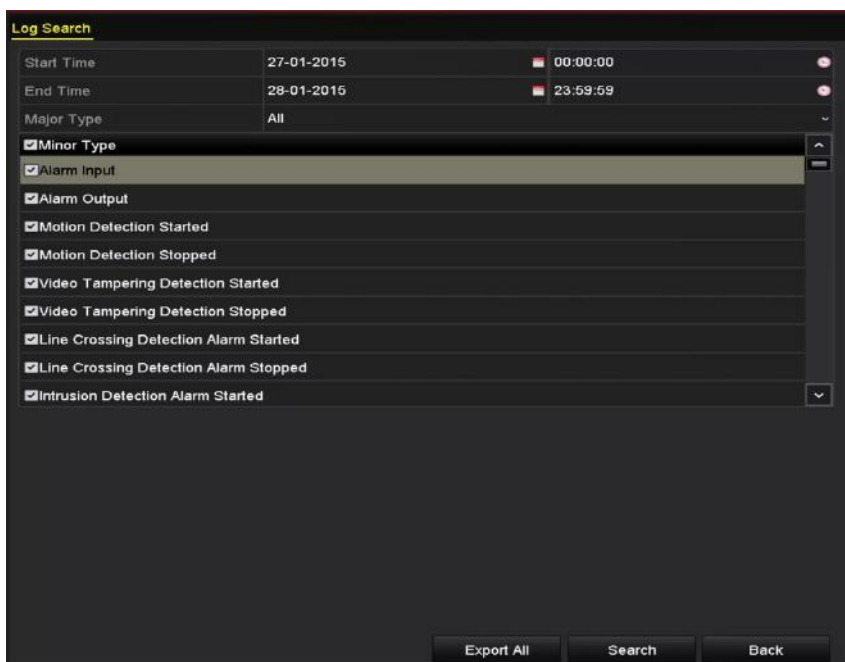 Log Search
Start Time 27-01-2015 00:00:00
End Time 28-01-2015 23:59:59
Major Type All
Minor Type
Alarm Input
Alarm Output
Motion Detection Started
Motion Detection Stopped
Video Tampering Detection Started
Video Tampering Detection Stopped
Line Crossing Detection Alarm Started
Line Crossing Detection Alarm Stopped
Intrusion Detection Alarm Started
Export All Search Back